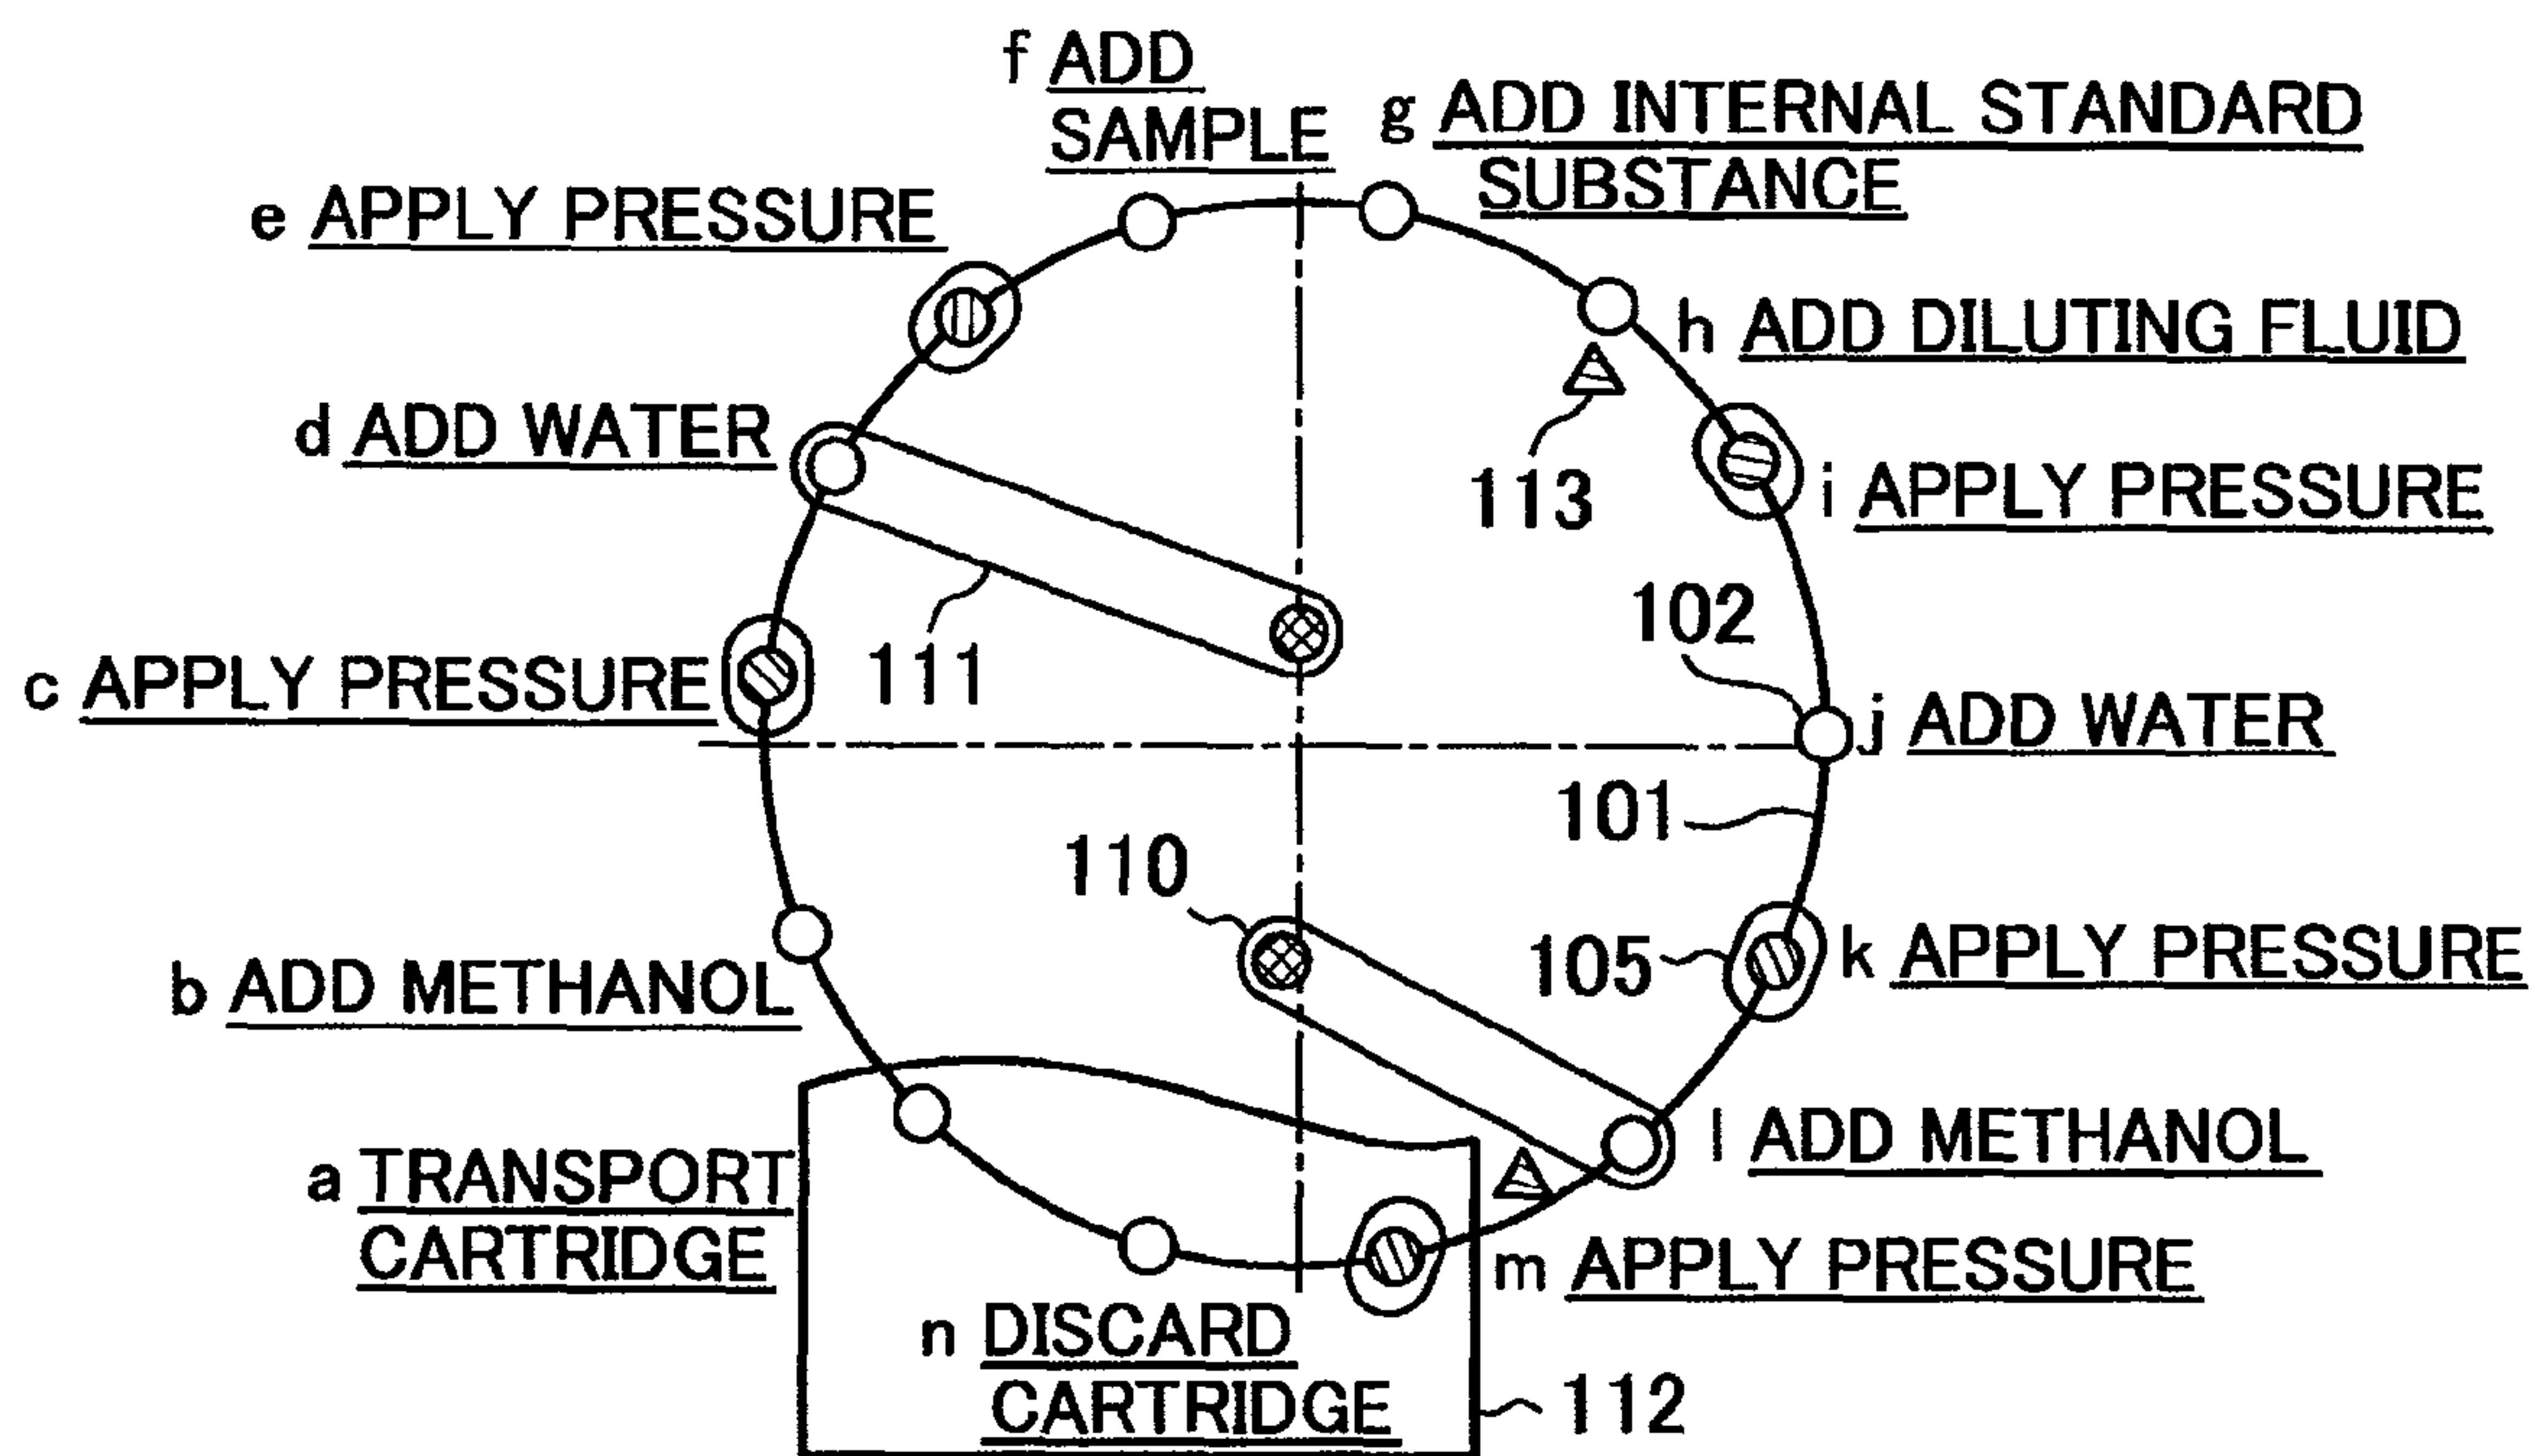 f ADD
SAMPLE
g ADD INTERNAL STANDARD
SUBSTANCE
e APPLY PRESSURE
h ADD DILUTING FLUID
d ADD WATER
113
i APPLY PRESSURE
102
111
c APPLY PRESSURE
j ADD WATER
101
110
105
k APPLY PRESSURE
b ADD METHANOL
l ADD METHANOL
a TRANSPORT
CARTRIDGE
m APPLY PRESSURE
n DISCARD
CARTRIDGE
112